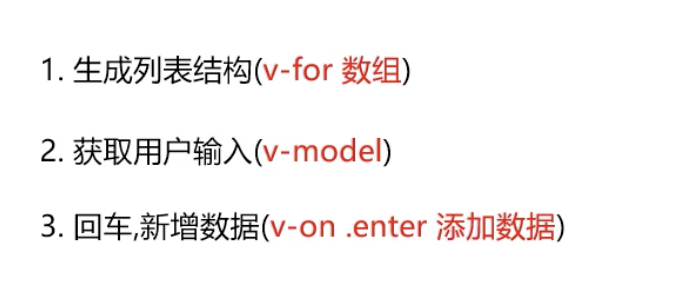 1. 生成列表结构(v-for 数组)
2. 获取用户输入(v-model)
3. 回车,新增数据(v-on .enter 添加数据)